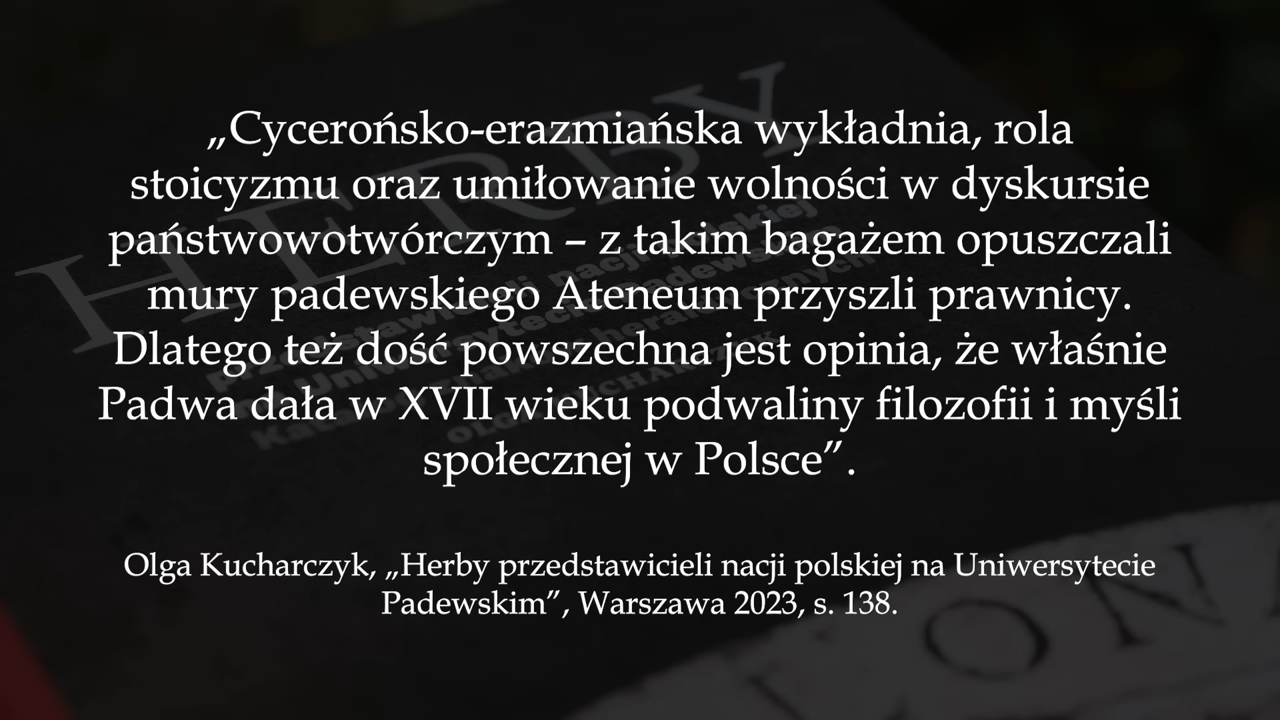 „Cycerońsko-erazmiańska wykładnia, rola
stoicyzmu oraz umiłowanie wolności w dyskursie
państwowotwórczym – z takim bagażem opuszczali
mury padewskiego Ateneum przyszli prawnicy.
Dlatego też dość powszechna jest opinia, że właśnie
Padwa dała w XVII wieku podwaliny filozofii i myśli
społecznej w Polsce”.
Olga Kucharczyk, „Herby przedstawicieli nacji polskiej na Uniwersytecie
Padewskim”, Warszawa 2023, s. 138.
HERBY